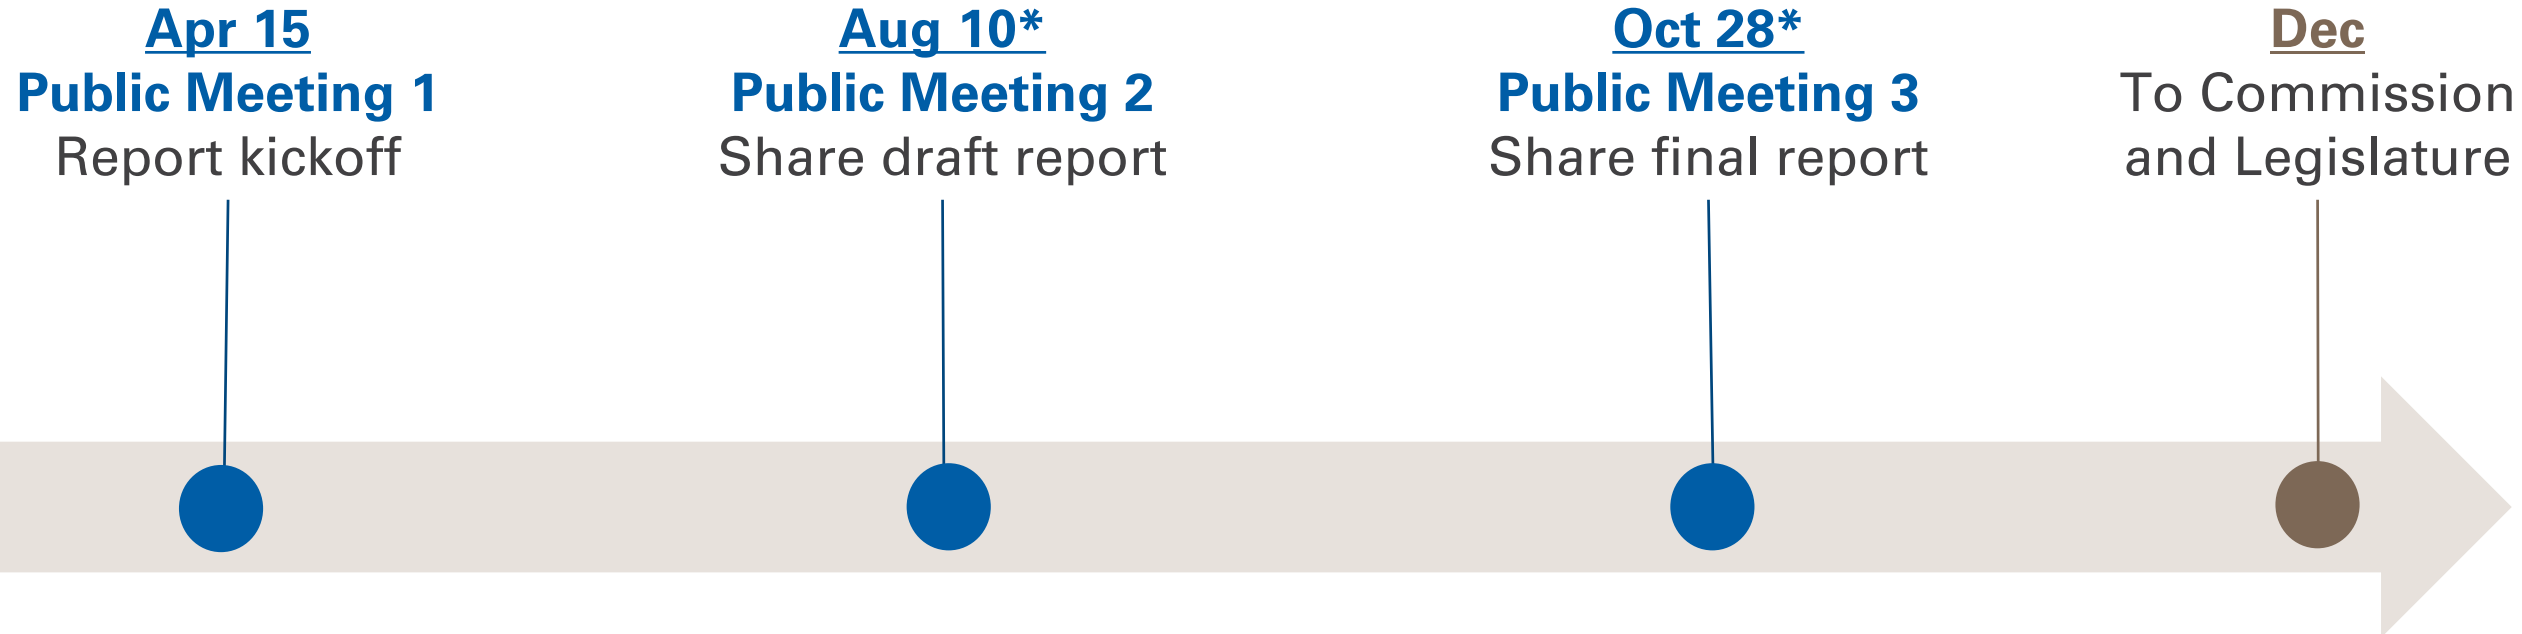 Apr 15
Public Meeting 1
Report kickoff
Aug 10*
Public Meeting 2
Share draft report
Oct 28*
Public Meeting 3
Share final report
Dec
To Commission
and Legislature